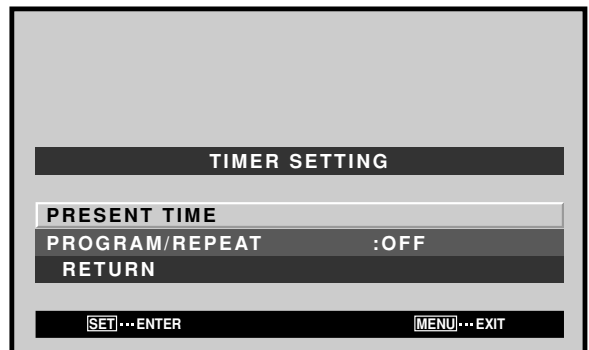 TIMER SETTING
PRESENT TIME
PROGRAM/REPEAT :OFF
RETURN
SET···ENTER MENU···EXIT